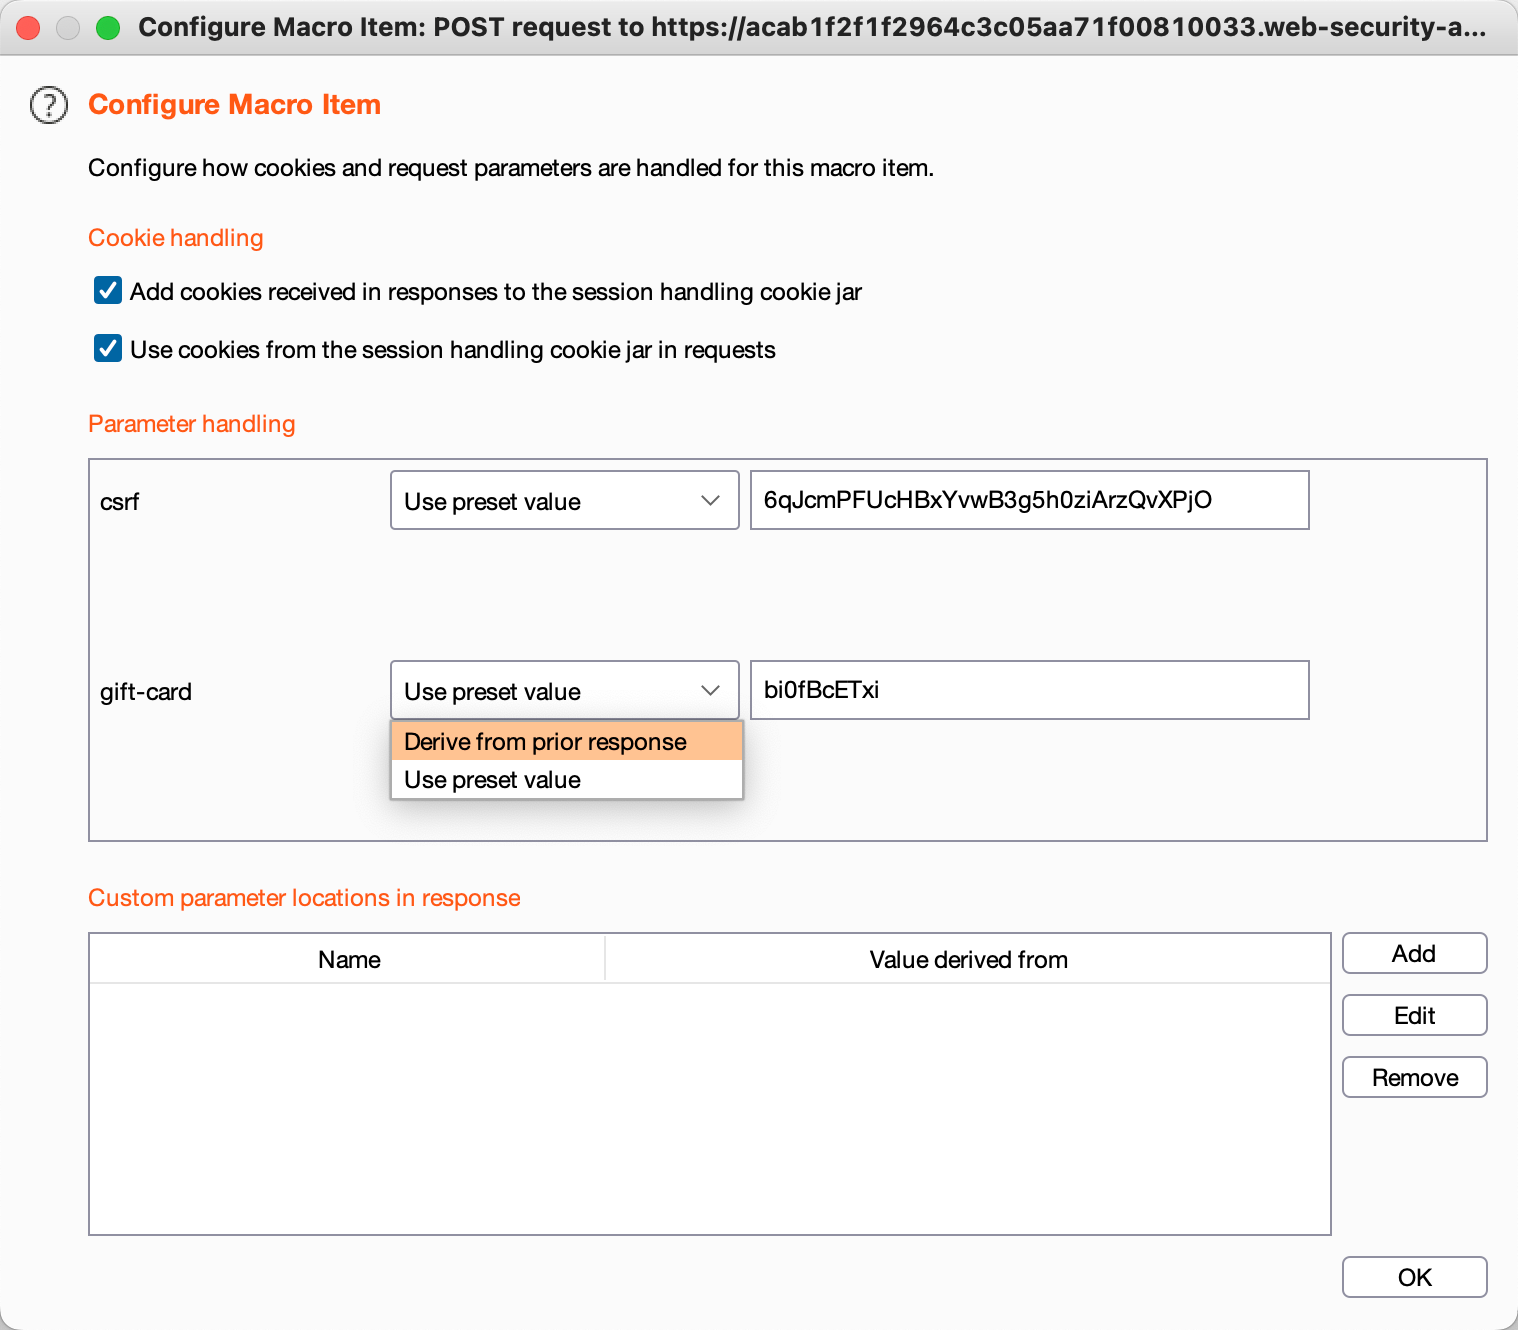 Configure Macro Item: POST request to https://acab1f2f1f2964c3c05aa71f00810033.web-security-a...
?
Configure Macro Item
Configure how cookies and request parameters are handled for this macro item.
Cookie handling
Add cookies received in responses to the session handling cookie jar
Use cookies from the session handling cookie jar in requests
Parameter handling
csrf Use preset value 6qJcmPFUcHBxYvwB3g5h0ziArzQvXPjO
gift-card Use preset value bi0fBcETxi
Derive from prior response
Use preset value
Custom parameter locations in response
Name Value derived from Add
Edit
Remove
OK